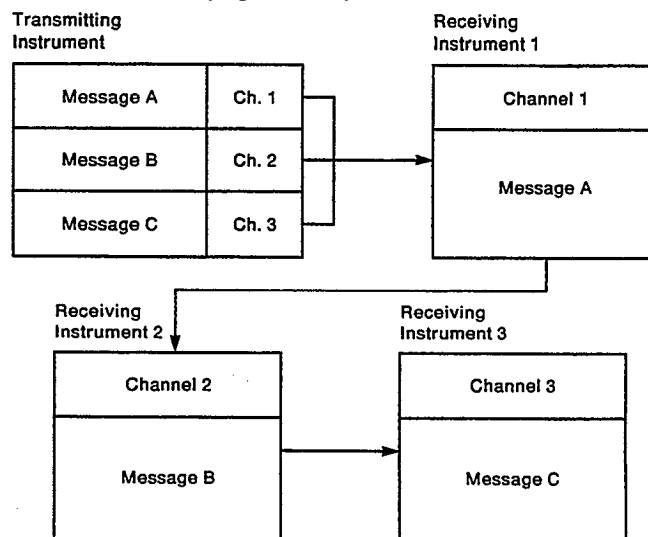 Transmitting
Instrument
Receiving
Instrument 1
Message A
Ch. 1
Channel 1
Message B
Ch. 2
Message A
Message C
Ch. 3
Receiving
Instrument 2
Receiving
Instrument 3
Channel 2
Channel 3
Message B
Message C